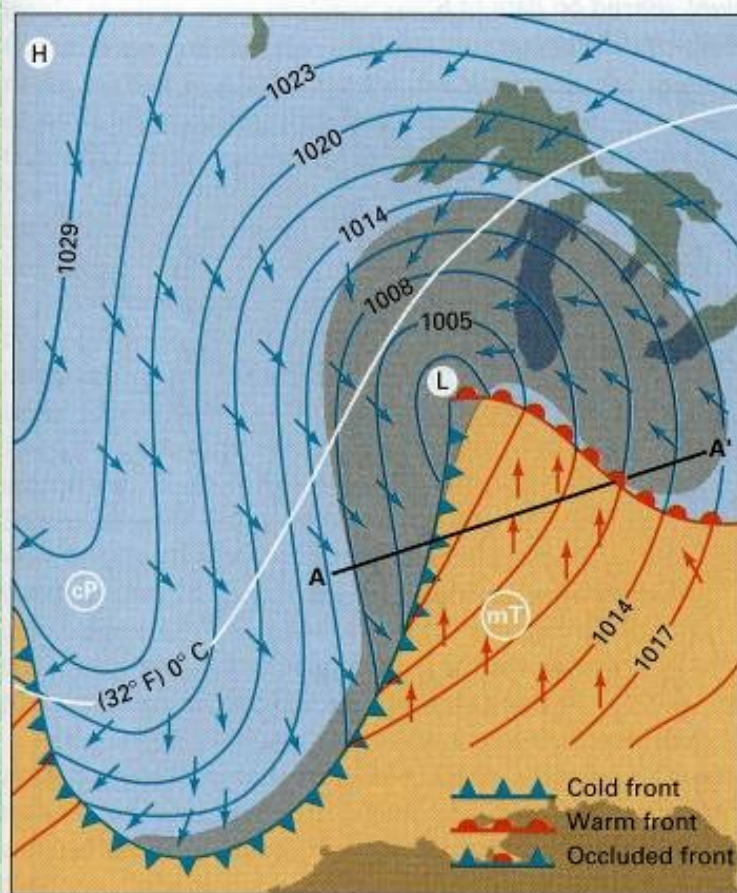 H
1023
1020
1029
1014
1008
1005
L
A'
A
cP
mT
1014
1017
(32° F) 0° C
Cold front
Warm front
Occluded front